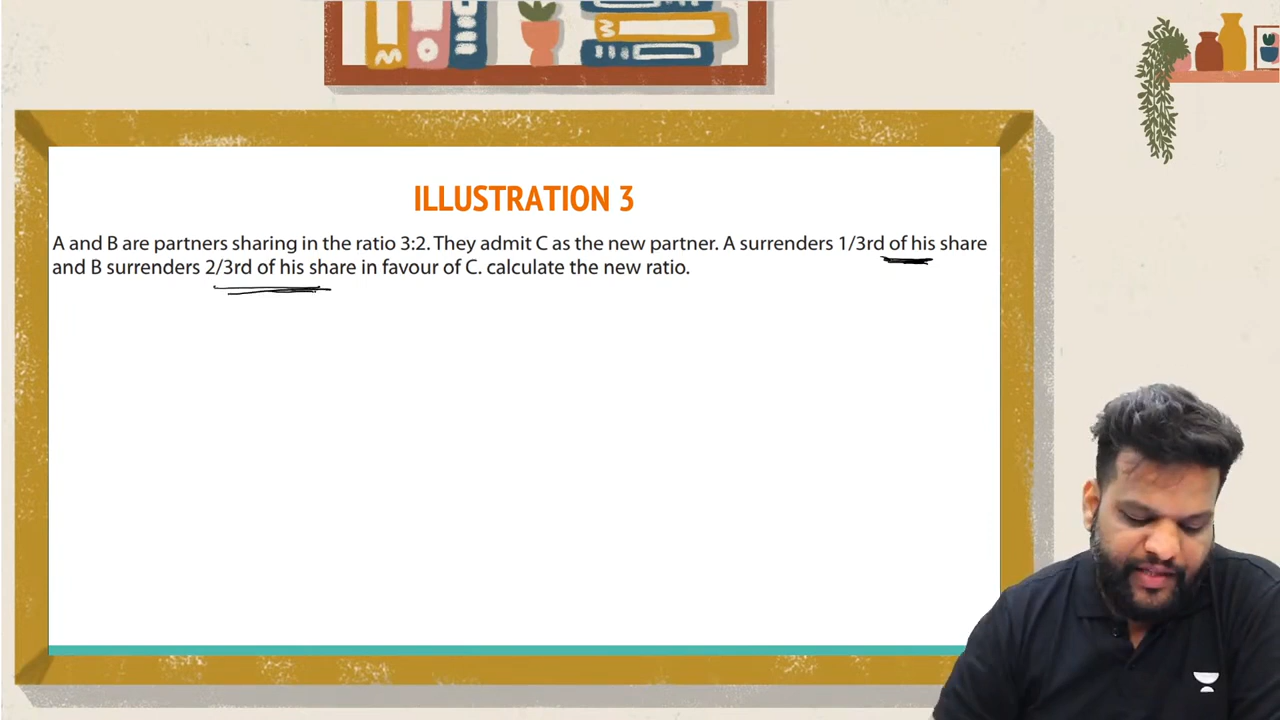 ILLUSTRATION 3
A and B are partners sharing in the ratio 3:2. They admit C as the new partner. A surrenders 1/3rd of his share
and B surrenders 2/3rd of his share in favour of C. calculate the new ratio.